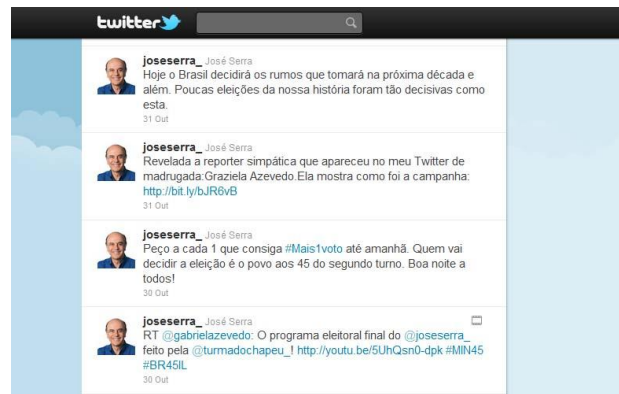 twitter
joseserra_ José Serra
Hoje o Brasil decidirá os rumos que tomará na próxima década e
além. Poucas eleições da nossa história foram tão decisivas como
esta.
31 Out
joseserra_ José Serra
Revelada a reporter simpática que apareceu no meu Twitter de
madrugada:Graziela Azevedo.Ela mostra como foi a campanha:
http://bit.ly/bJR6vB
31 Out
joseserra_ José Serra
Peço a cada 1 que consiga #Mais1voto até amanhã. Quem vai
decidir a eleição é o povo aos 45 do segundo turno. Boa noite a
todos!
30 Out
joseserra_ José Serra
RT @gabrielazevedo: O programa eleitoral final do @joseserra_
feito pela @turmadochapeu_! http://youtu.be/5UhQsn0-dpk #MIN45
#BR45IL
30 Out